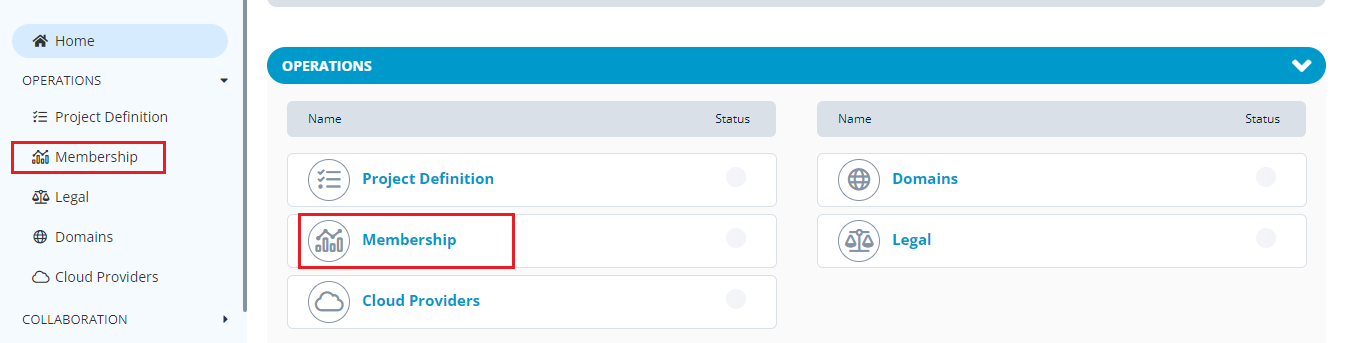 Home
OPERATIONS
Project Definition
Membership
Legal
Domains
Cloud Providers
COLLABORATION
OPERATIONS
Name Status
Project Definition
Membership
Cloud Providers
Name Status
Domains
Legal